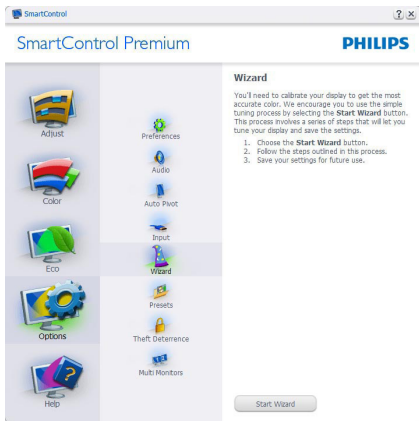 SmartControl
SmartControl Premium
PHILIPS
Adjust
Color
Eco
Options
Help
Preferences
Audio
Auto Pivot
Input
Wizard
Presets
Theft Deterrence
Multi Monitors
Wizard
You'll need to calibrate your display to get the most
accurate color. We encourage you to use the simple
tuning process by selecting the Start Wizard button.
This process involves a series of steps that will let you
tune your display and save the settings.
1. Choose the Start Wizard button.
2. Follow the steps outlined in this process.
3. Save your settings for future use.
Start Wizard